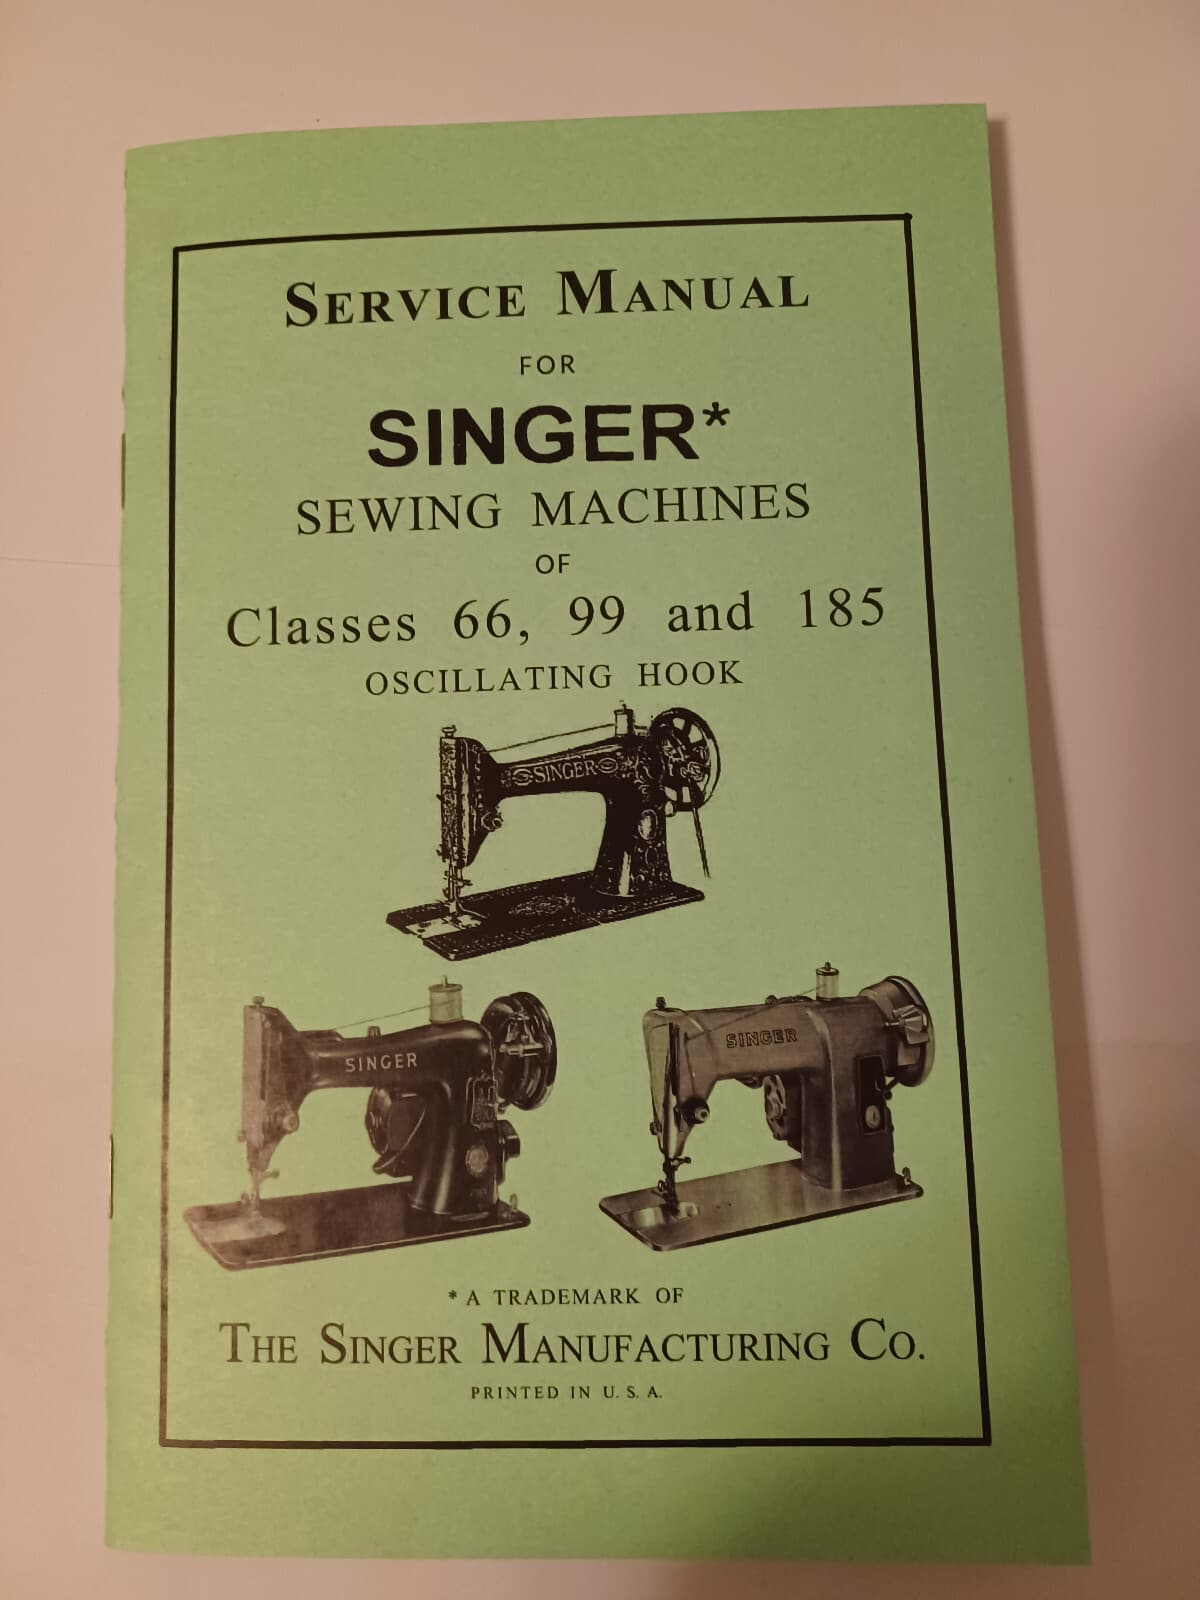 SERVICE MANUAL
FOR
SINGER*
SEWING MACHINES
OF
Classes 66, 99 and 185
OSCILLATING HOOK
SINGER
SINGER
SINGER
* A TRADEMARK OF
THE SINGER MANUFACTURING CO.
PRINTED IN U. S. A.